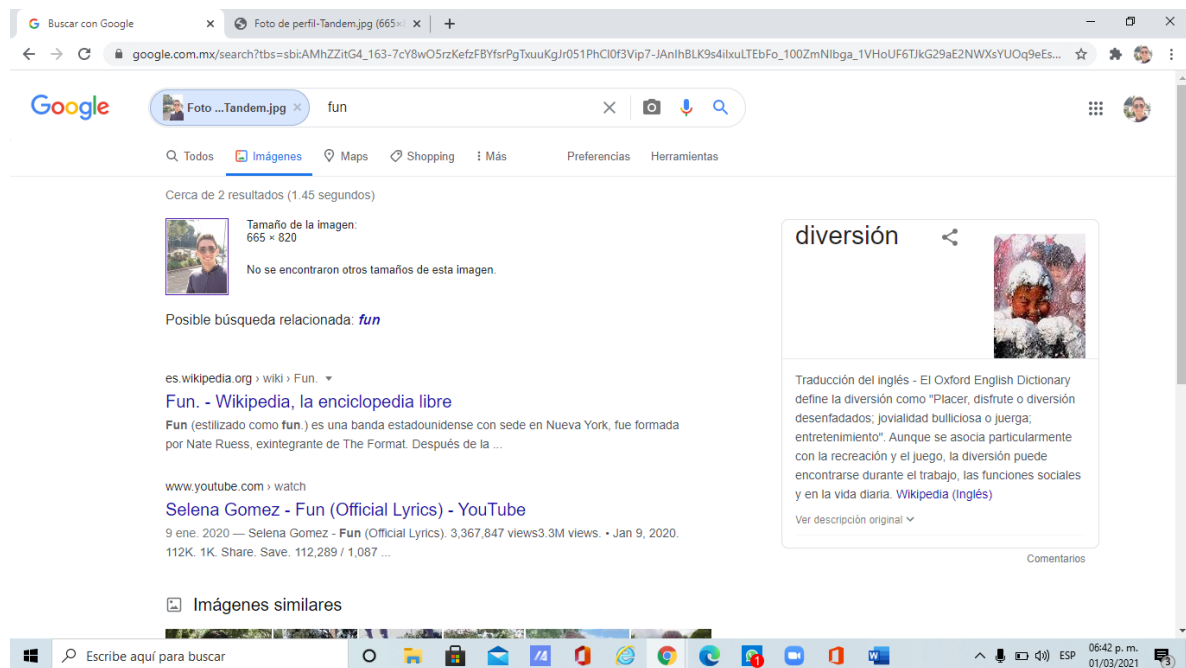 Buscar con Google
Foto de perfil-Tandem.jpg (665×
google.com.mx/search?tbs=sbi:AMhZZitG4_163-7cY8wO5rzKefzFBYfsrPgTxuuKgJr051PhCl0f3Vip7-JAnIhBLK9s4ilxuLTEbFo_100ZmNIbga_1VHoUF6TJkG29aE2NWXsYUOq9eEs...
Google
Foto ...Tandem.jpg
fun
Todos
Imágenes
Maps
Shopping
Más
Preferencias
Herramientas
Cerca de 2 resultados (1.45 segundos)
Tamaño de la imagen:
665 × 820
No se encontraron otros tamaños de esta imagen.
Posible búsqueda relacionada: fun
es.wikipedia.org › wiki › Fun.
Fun. - Wikipedia, la enciclopedia libre
Fun (estilizado como fun.) es una banda estadounidense con sede en Nueva York, fue formada
por Nate Ruess, exintegrante de The Format. Después de la ...
www.youtube.com › watch
Selena Gomez - Fun (Official Lyrics) - YouTube
9 ene. 2020 — Selena Gomez - Fun (Official Lyrics). 3,367,847 views3.3M views. • Jan 9, 2020.
112K. 1K. Share. Save. 112,289 / 1,087 ...
Imágenes similares
diversión
Traducción del inglés - El Oxford English Dictionary
define la diversión como "Placer, disfrute o diversión
desenfadados; jovialidad bulliciosa o juerga;
entretenimiento". Aunque se asocia particularmente
con la recreación y el juego, la diversión puede
encontrarse durante el trabajo, las funciones sociales
y en la vida diaria. Wikipedia (Inglés)
Ver descripción original
Comentarios
Escribe aquí para buscar
ESP
06:42 p. m.
01/03/2021